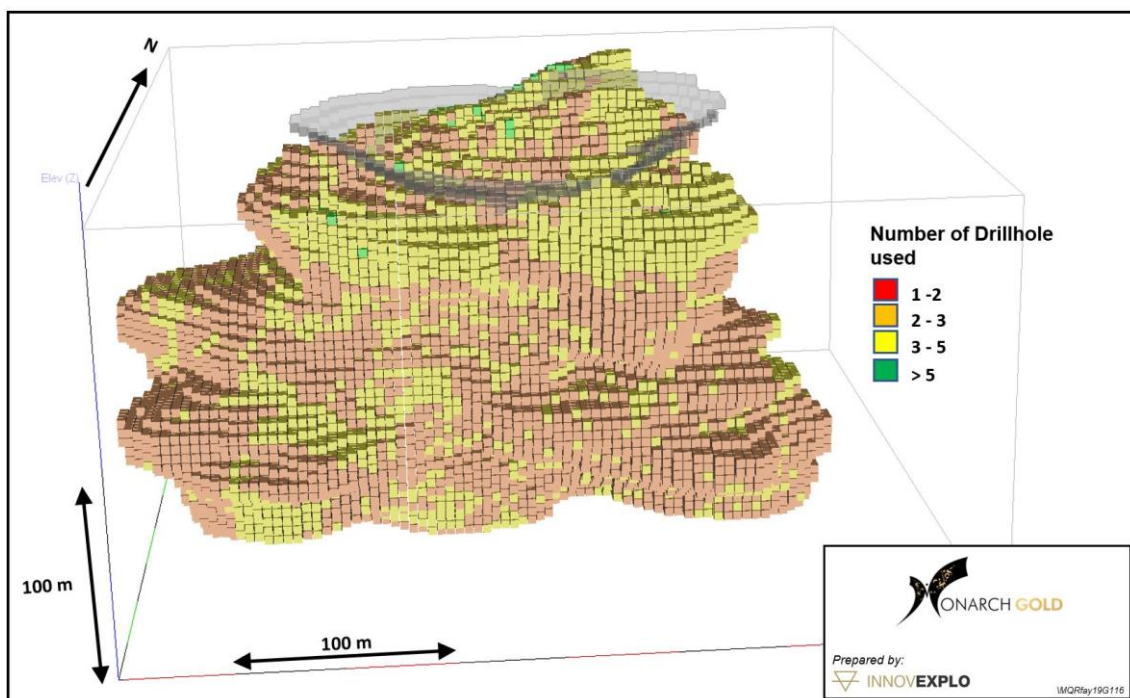 N
Elev (Z)
Number of Drillhole
used
1 -2
2 - 3
3 - 5
> 5
100 m
100 m
ONARCH GOLD
Prepared by:
INNOVEXPLO
\MQRfay19G116